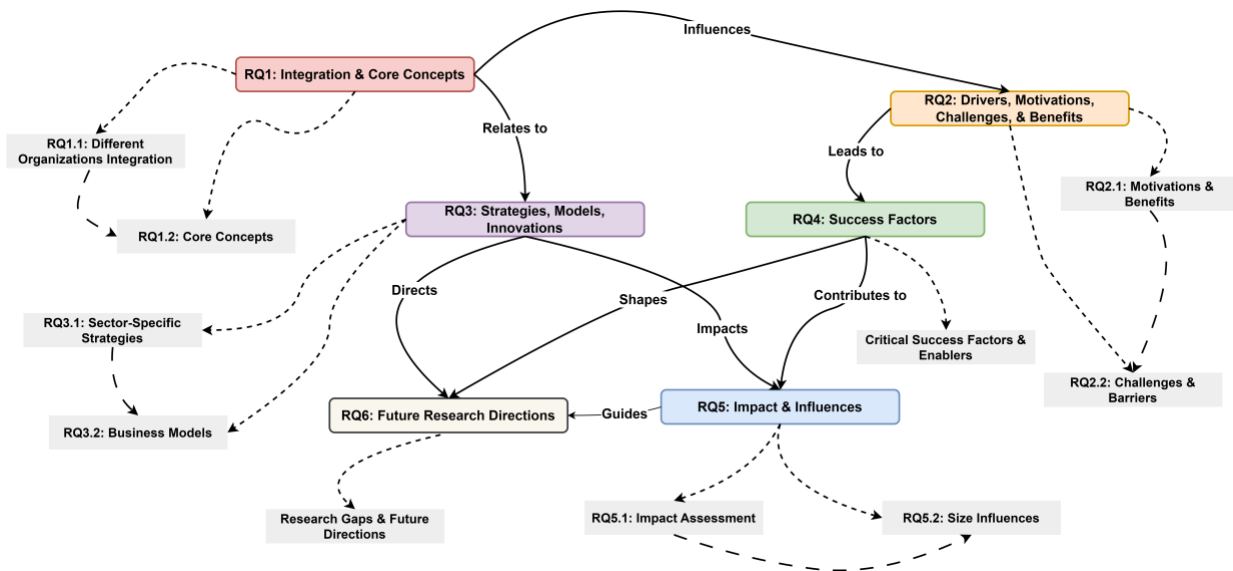 Influences
RQ1: Integration & Core Concepts
RQ2: Drivers, Motivations,
Challenges, & Benefits
Relates to
RQ1.1: Different
Organizations Integration
Leads to
RQ2.1: Motivations &
Benefits
RQ3: Strategies, Models,
Innovations
RQ4: Success Factors
RQ1.2: Core Concepts
Directs
Shapes
Contributes to
RQ3.1: Sector-Specific
Strategies
Impacts
Critical Success Factors &
Enablers
RQ2.2: Challenges &
Barriers
RQ6: Future Research Directions
Guides
RQ5: Impact & Influences
RQ3.2: Business Models
Research Gaps & Future
Directions
RQ5.1: Impact Assessment
RQ5.2: Size Influences